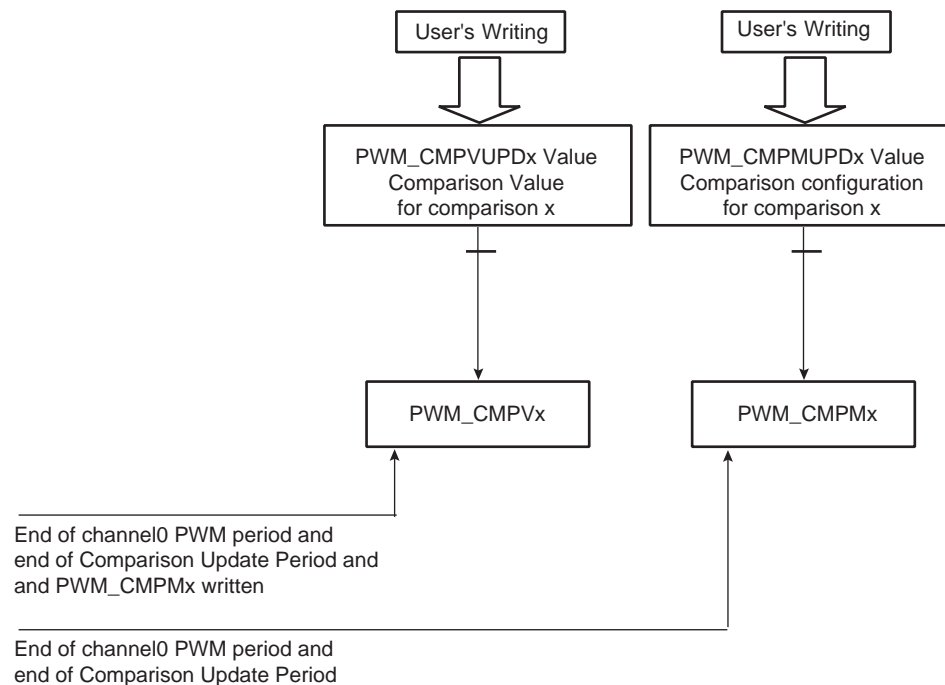 User's Writing
User's Writing
PWM_CMPVUPDx Value
Comparison Value
for comparison x
PWM_CMPMUPDx Value
Comparison configuration
for comparison x
PWM_CMPVx
PWM_CMPMx
End of channel0 PWM period and
end of Comparison Update Period and
and PWM_CMPMx written
End of channel0 PWM period and
end of Comparison Update Period